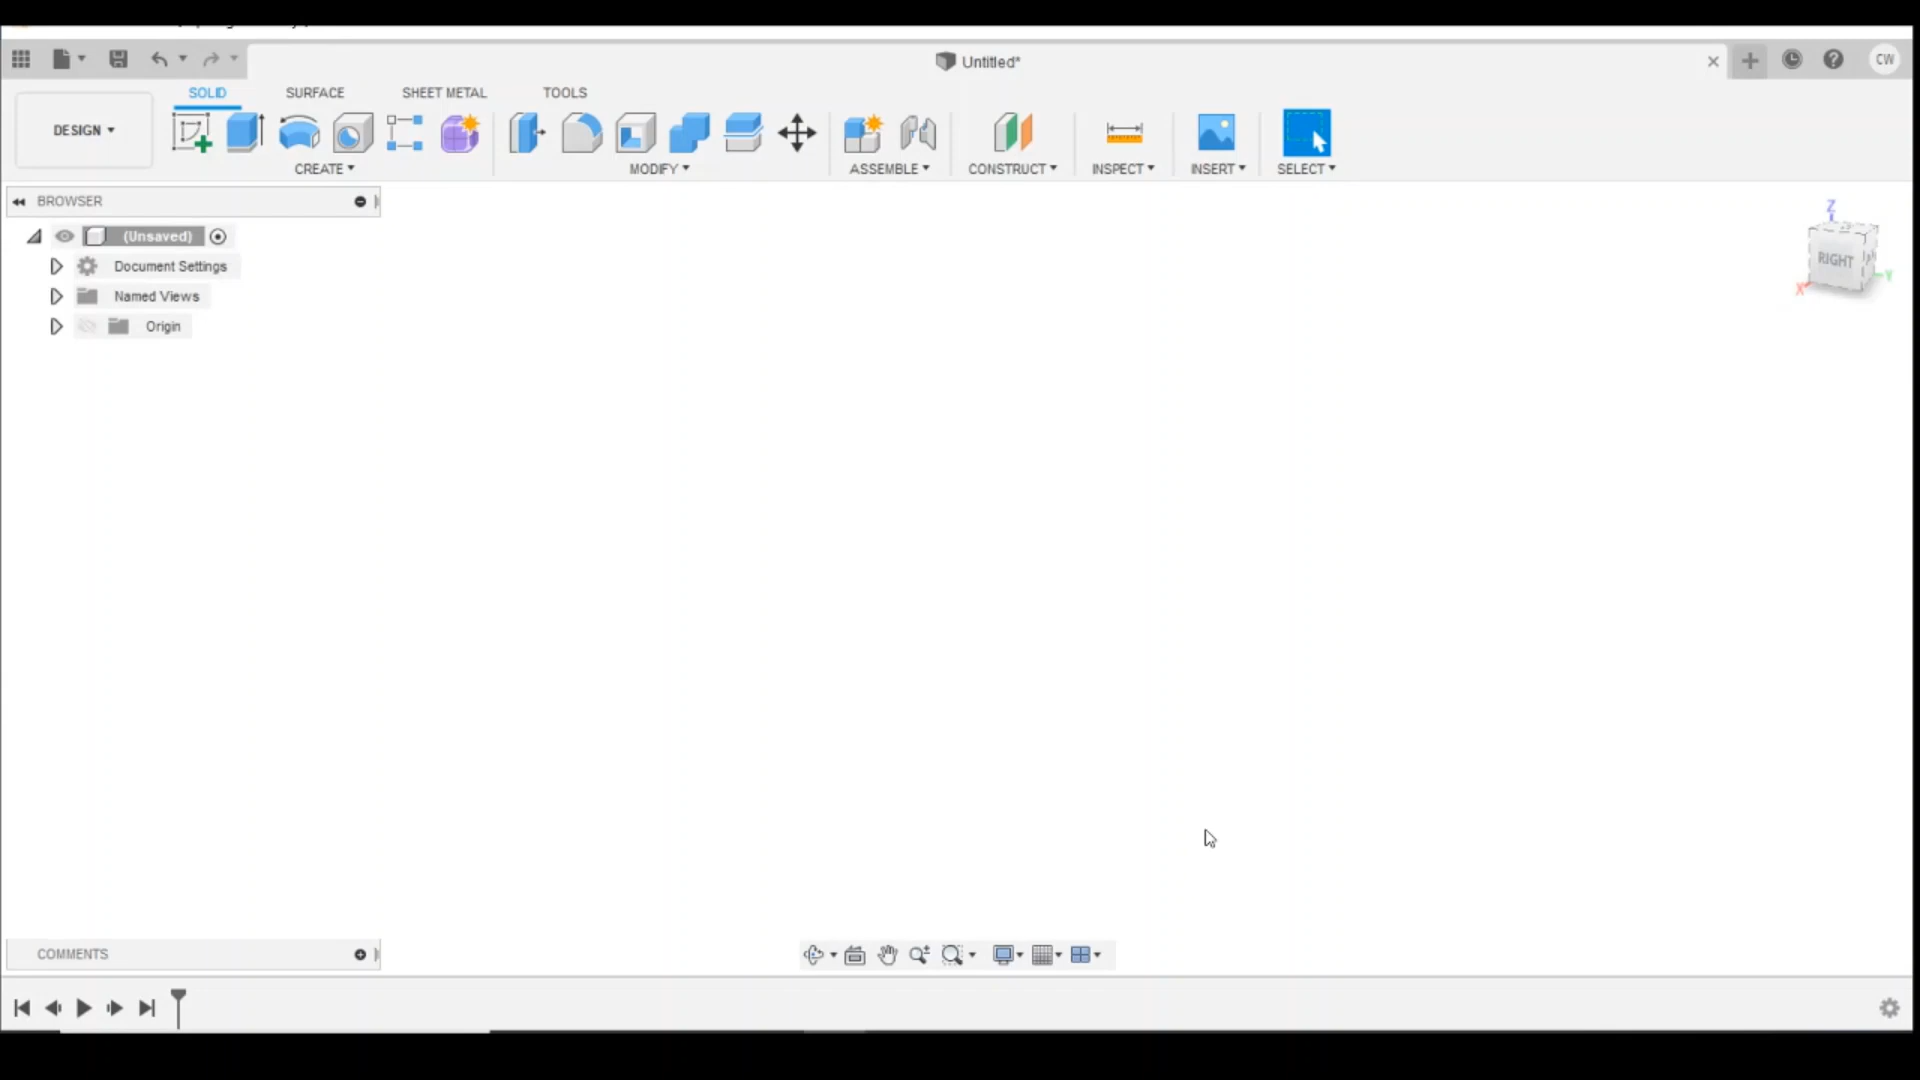 Untitled*
CW
SOLID SURFACE SHEET METAL TOOLS
DESIGN
CREATE MODIFY ASSEMBLE CONSTRUCT INSPECT INSERT SELECT
BROWSER
(Unsaved)
Document Settings
Named Views
Origin
Z
RIGHT
X
Y
COMMENTS